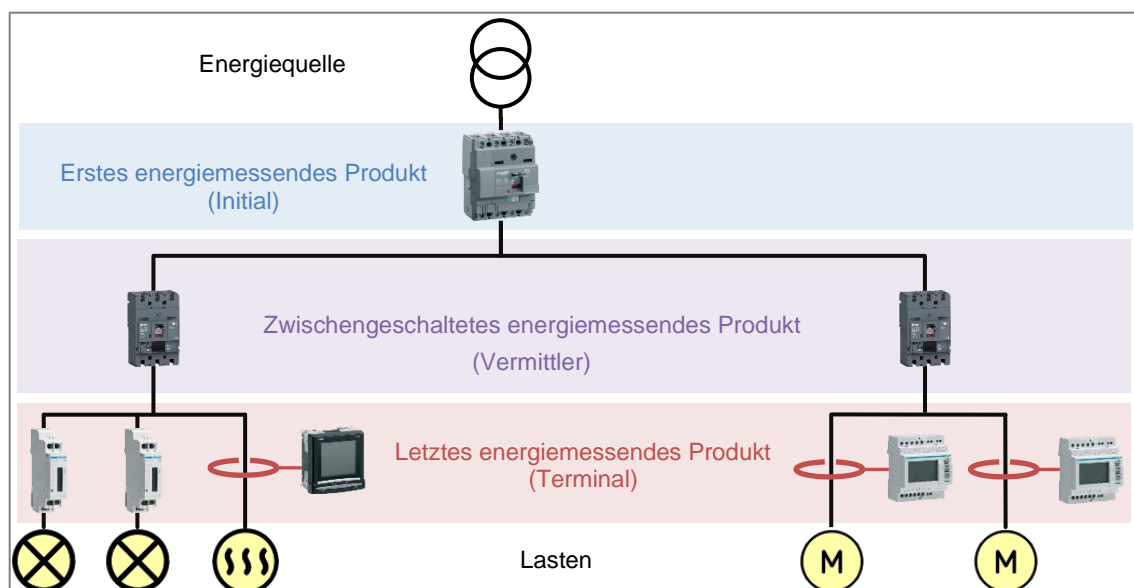 Energiequelle
Erstes energiemessendes Produkt
(Initial)
Zwischengeschaltetes energiemessendes Produkt
(Vermittler)
Letztes energiemessendes Produkt
(Terminal)
Lasten
M
M